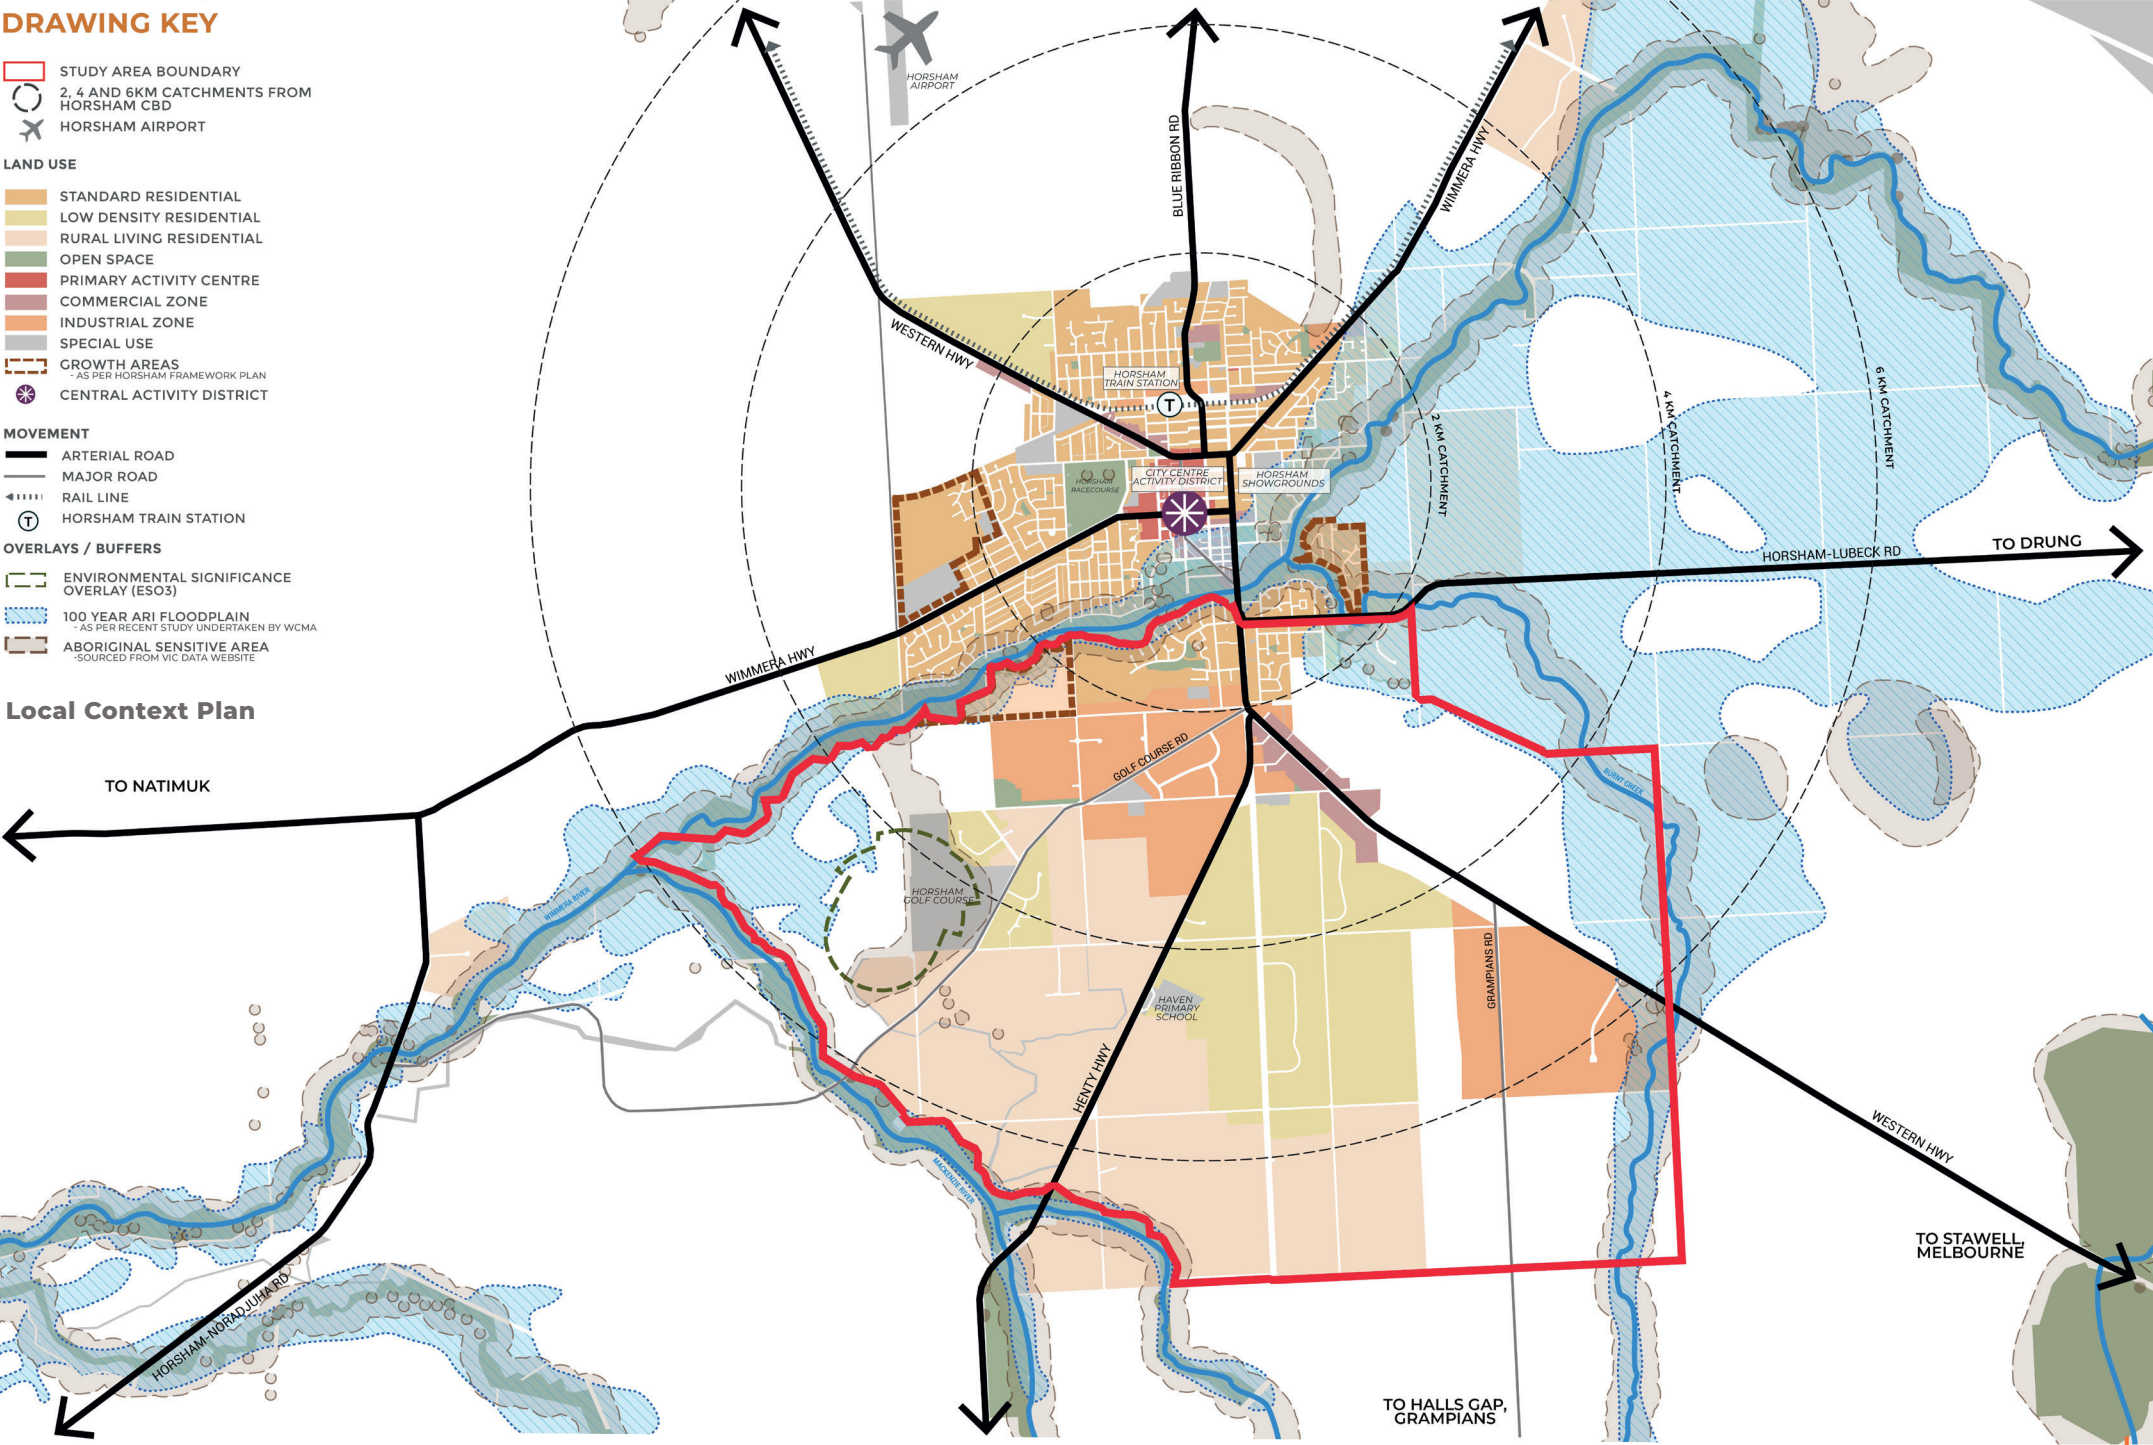 DRAWING KEY
STUDY AREA BOUNDARY
2, 4 AND 6KM CATCHMENTS FROM
HORSHAM CBD
HORSHAM AIRPORT
LAND USE
STANDARD RESIDENTIAL
LOW DENSITY RESIDENTIAL
RURAL LIVING RESIDENTIAL
OPEN SPACE
PRIMARY ACTIVITY CENTRE
COMMERCIAL ZONE
INDUSTRIAL ZONE
SPECIAL USE
GROWTH AREAS
- AS PER HORSHAM FRAMEWORK PLAN
CENTRAL ACTIVITY DISTRICT
MOVEMENT
ARTERIAL ROAD
MAJOR ROAD
RAIL LINE
T
HORSHAM TRAIN STATION
OVERLAYS / BUFFERS
ENVIRONMENTAL SIGNIFICANCE
OVERLAY (ESO3)
100 YEAR ARI FLOODPLAIN
- AS PER RECENT STUDY UNDERTAKEN BY WCMA
ABORIGINAL SENSITIVE AREA
-SOURCED FROM VIC DATA WEBSITE
Local Context Plan
HORSHAM
AIRPORT
BLUE RIBBON RD
WIMMERA HWY
WESTERN HWY
HORSHAM
TRAIN STATION
T
2 KM CATCHMENT
4 KM CATCHMENT
6 KM CATCHMENT
HORSHAM
RACECOURSE
CITY CENTRE
ACTIVITY DISTRICT
HORSHAM
SHOWGROUNDS
HORSHAM-LUBECK RD
TO DRUNG
WIMMERA HWY
TO NATIMUK
GOLF COURSE RD
BURNT CREEK
WIMMERA RIVER
HORSHAM
GOLF COURSE
GRAMPIANS RD
HAVEN
PRIMARY
SCHOOL
HENTY HWY
MACKENZIE RIVER
WESTERN HWY
TO STAWELL,
MELBOURNE
HORSHAM-NORADJUHA RD
TO HALLS GAP,
GRAMPIANS